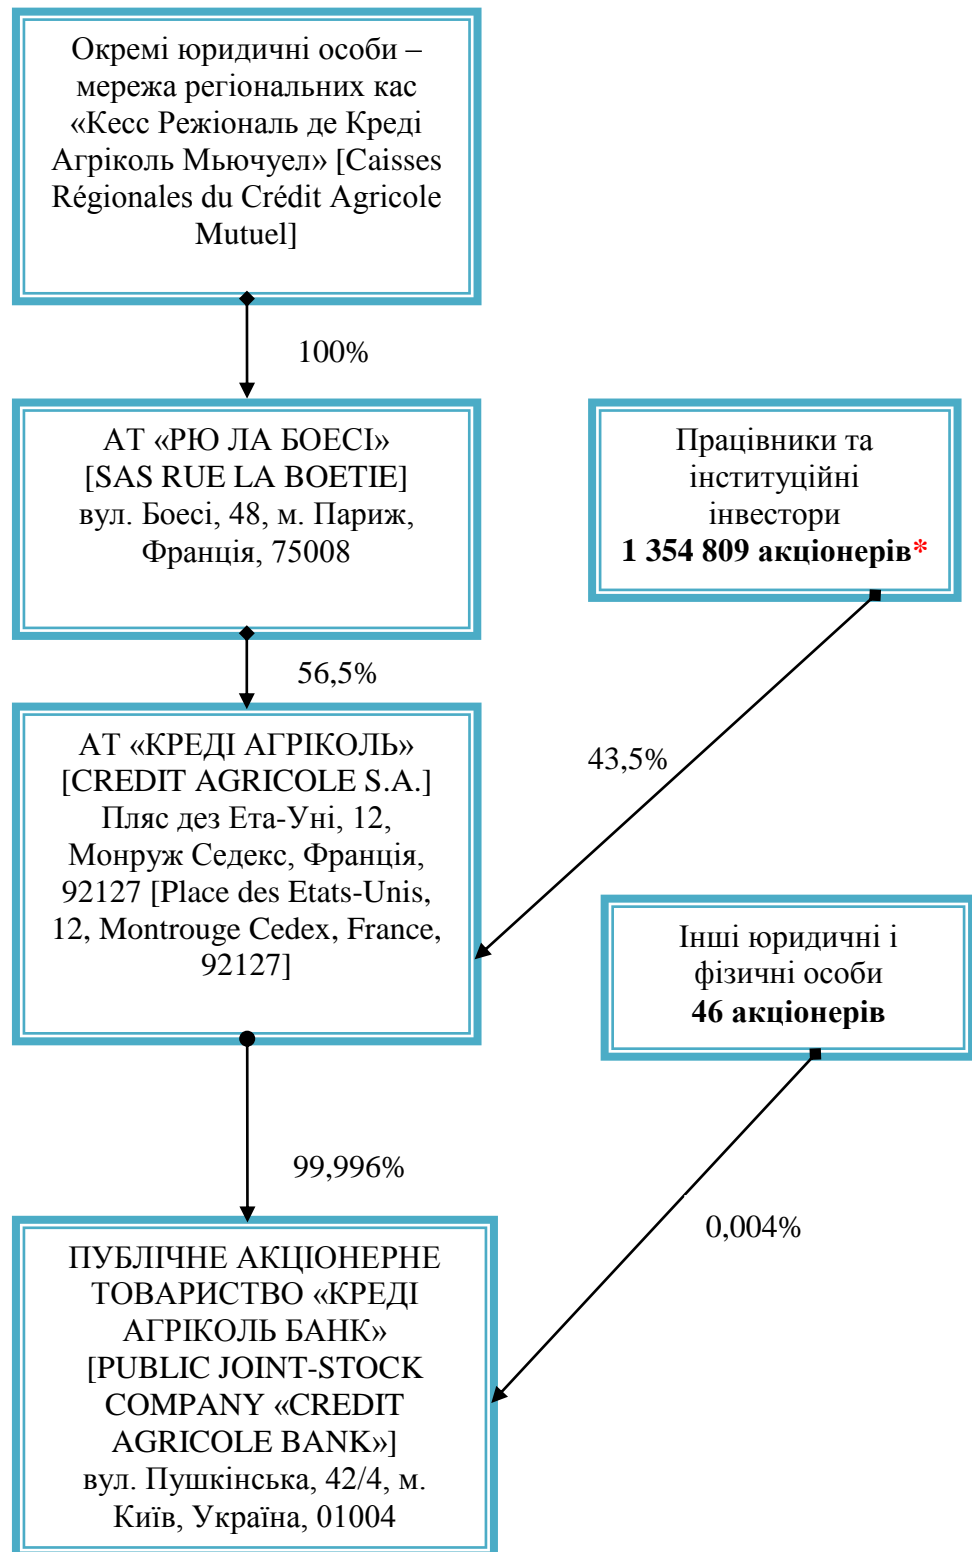 Окремі юридичні особи –
мережа регіональних кас
«Кесс Режіональ де Креді
Агріколь Мьючуел» [Caisses
Régionales du Crédit Agricole
Mutuel]
100%
АТ «РЮ ЛА БОЕСІ»
[SAS RUE LA BOETIE]
вул. Боесі, 48, м. Париж,
Франція, 75008
Працівники та
інституційні
інвестори
1 354 809 акціонерів*
56,5%
43,5%
АТ «КРЕДІ АГРІКОЛЬ»
[CREDIT AGRICOLE S.A.]
Пляс дез Ета-Уні, 12,
Монруж Седекс, Франція,
92127 [Place des Etats-Unis,
12, Montrouge Cedex, France,
92127]
Інші юридичні і
фізичні особи
46 акціонерів
99,996%
0,004%
ПУБЛІЧНЕ АКЦІОНЕРНЕ
ТОВАРИСТВО «КРЕДІ
АГРІКОЛЬ БАНК»
[PUBLIC JOINT-STOCK
COMPANY «CREDIT
AGRICOLE BANK»]
вул. Пушкінська, 42/4, м.
Київ, Україна, 01004